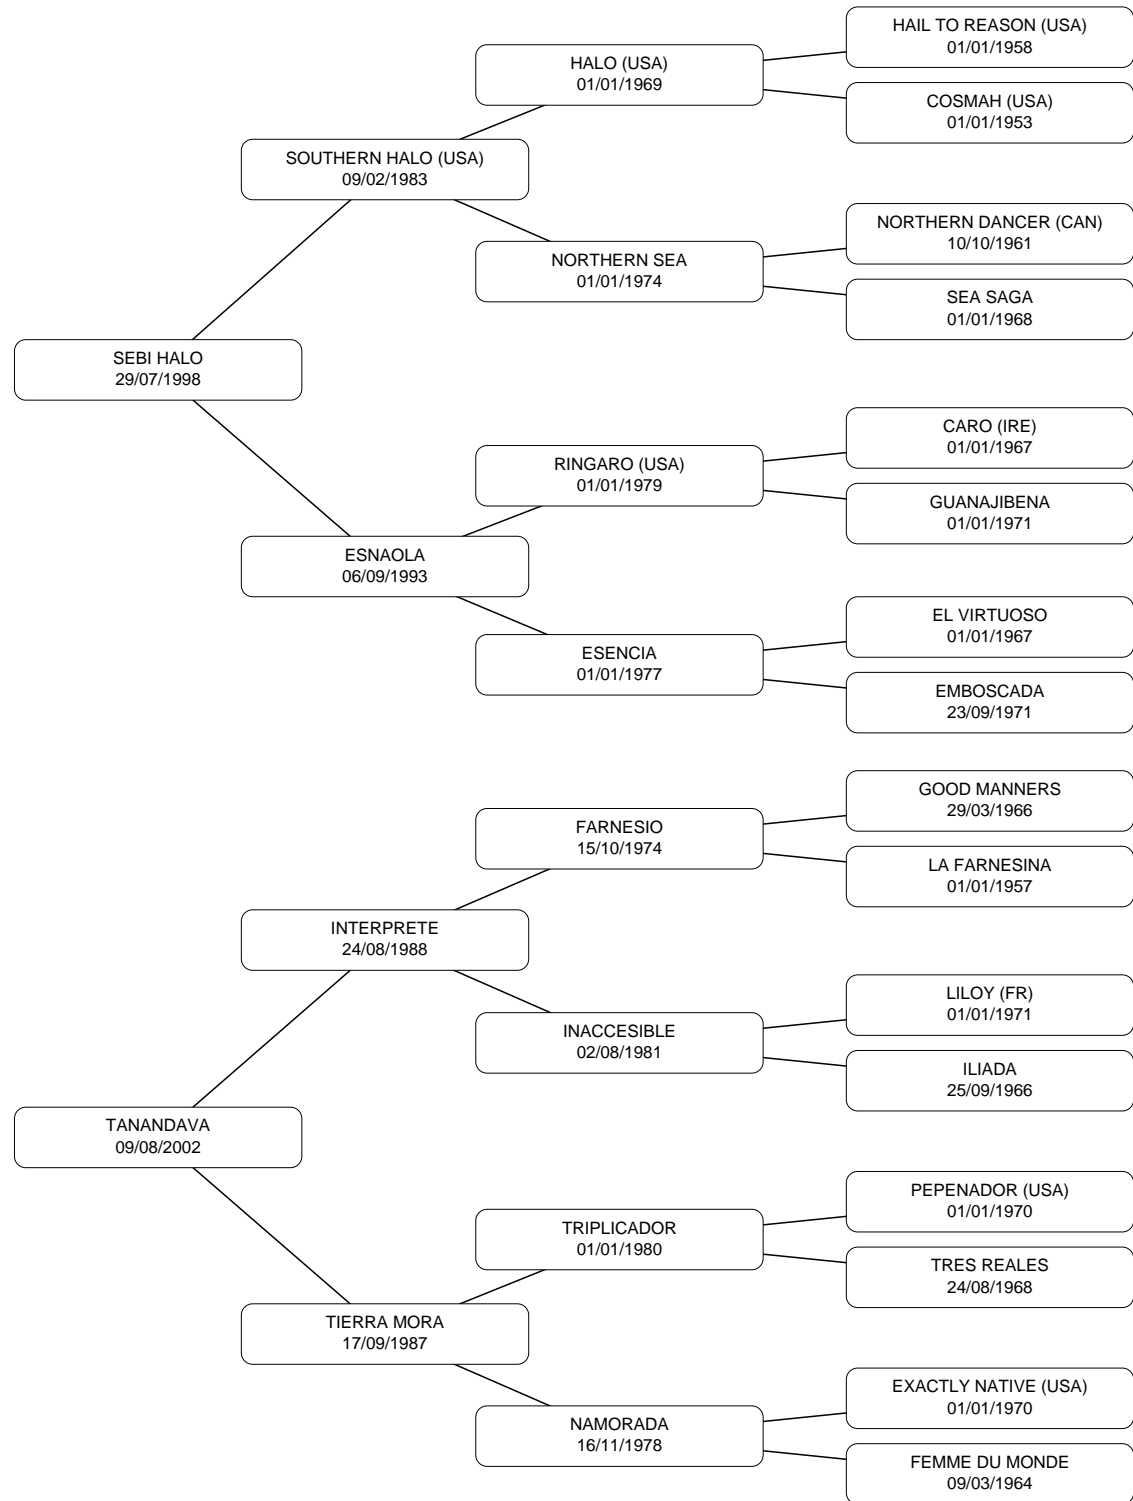 HAIL TO REASON (USA)
01/01/1958
HALO (USA)
01/01/1969
COSMAH (USA)
01/01/1953
SOUTHERN HALO (USA)
09/02/1983
NORTHERN DANCER (CAN)
10/10/1961
NORTHERN SEA
01/01/1974
SEA SAGA
01/01/1968
SEBI HALO
29/07/1998
CARO (IRE)
01/01/1967
RINGARO (USA)
01/01/1979
GUANAJIBENA
01/01/1971
ESNAOLA
06/09/1993
EL VIRTUOSO
01/01/1967
ESENCIA
01/01/1977
EMBOSCADA
23/09/1971
GOOD MANNERS
29/03/1966
FARNESIO
15/10/1974
LA FARNESINA
01/01/1957
INTERPRETE
24/08/1988
LILOY (FR)
01/01/1971
INACCESIBLE
02/08/1981
ILIADA
25/09/1966
TANANDAVA
09/08/2002
PEPENADOR (USA)
01/01/1970
TRIPLICADOR
01/01/1980
TRES REALES
24/08/1968
TIERRA MORA
17/09/1987
EXACTLY NATIVE (USA)
01/01/1970
NAMORADA
16/11/1978
FEMME DU MONDE
09/03/1964